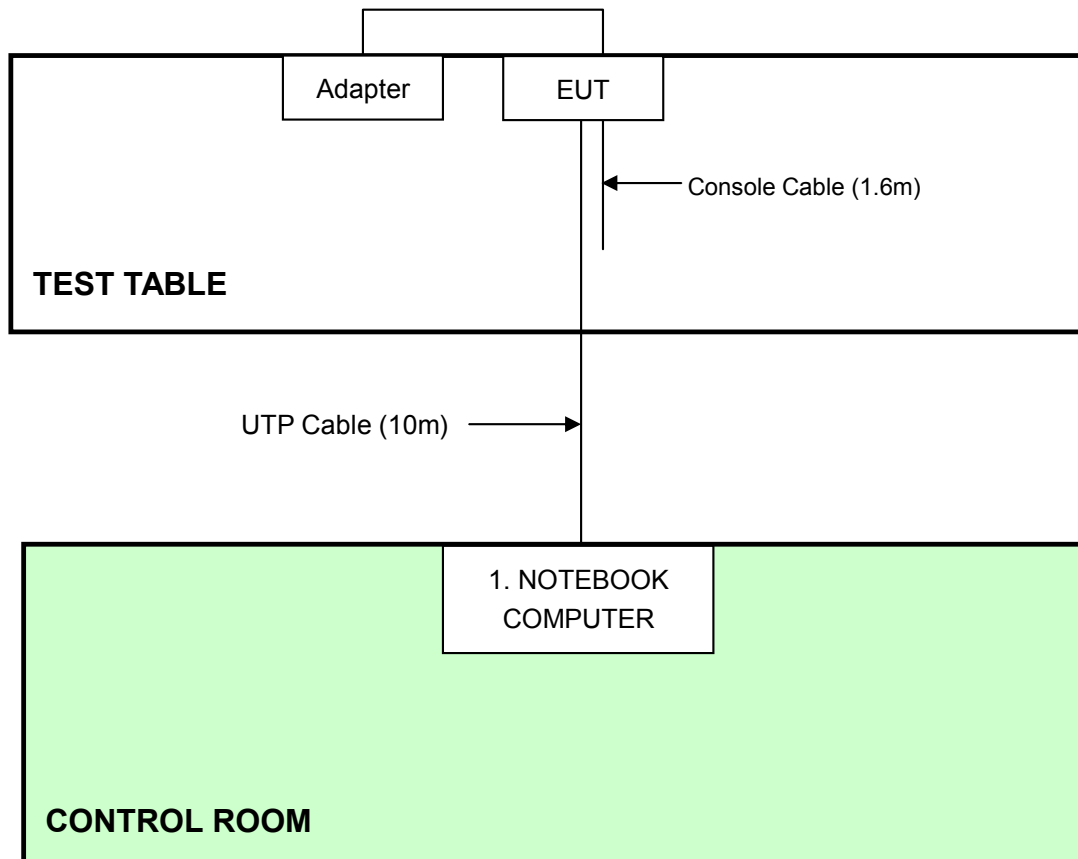 Adapter
EUT
Console Cable (1.6m)
TEST TABLE
UTP Cable (10m)
1. NOTEBOOK
COMPUTER
CONTROL ROOM